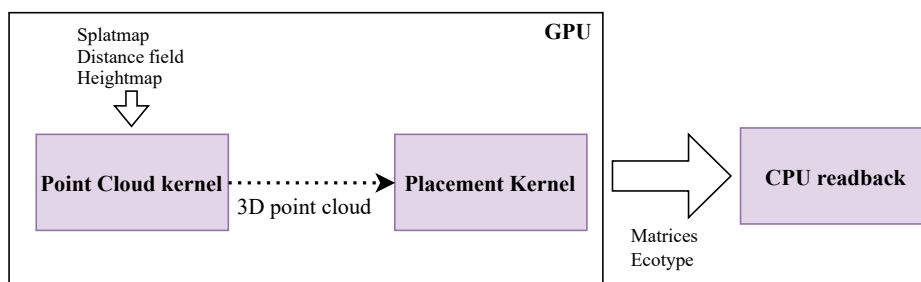 GPU
Splatmap
Distance field
Heightmap
Point Cloud kernel
3D point cloud
Placement Kernel
Matrices
Ecotype
CPU readback